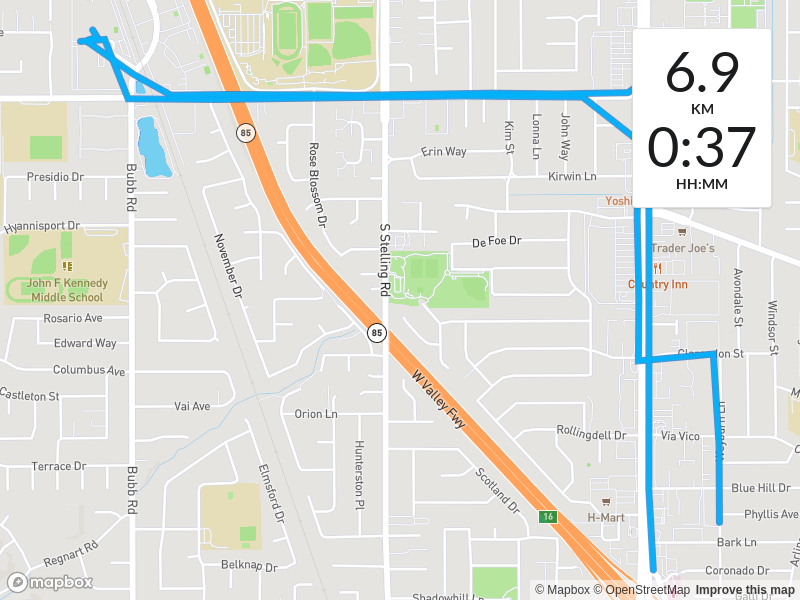 6.9
KM
0:37
HH:MM
85
Erin Way
Kim St
Lonna Ln
John Way
Kirwin Ln
Rose Blossom Dr
Presidio Dr
Bubb Rd
Hyannisport Dr
S Stelling Rd
De Foe Dr
Trader Joe's
Country Inn
November Dr
John F Kennedy
Middle School
Avondale St
Windsor St
Rosario Ave
85
Edward Way
Columbus Ave
W Valley Fwy
Castleton St
Vai Ave
Orion Ln
Rollingdell Dr
Via Vico
Terrace Dr
Bubb Rd
Elmsford Dr
Hunterston Pl
Scotland Dr
Blue Hill Dr
H-Mart
16
Phyllis Ave
Regnart Rd
Bark Ln
Belknap Dr
Coronado Dr
mapbox
© Mapbox © OpenStreetMap Improve this map